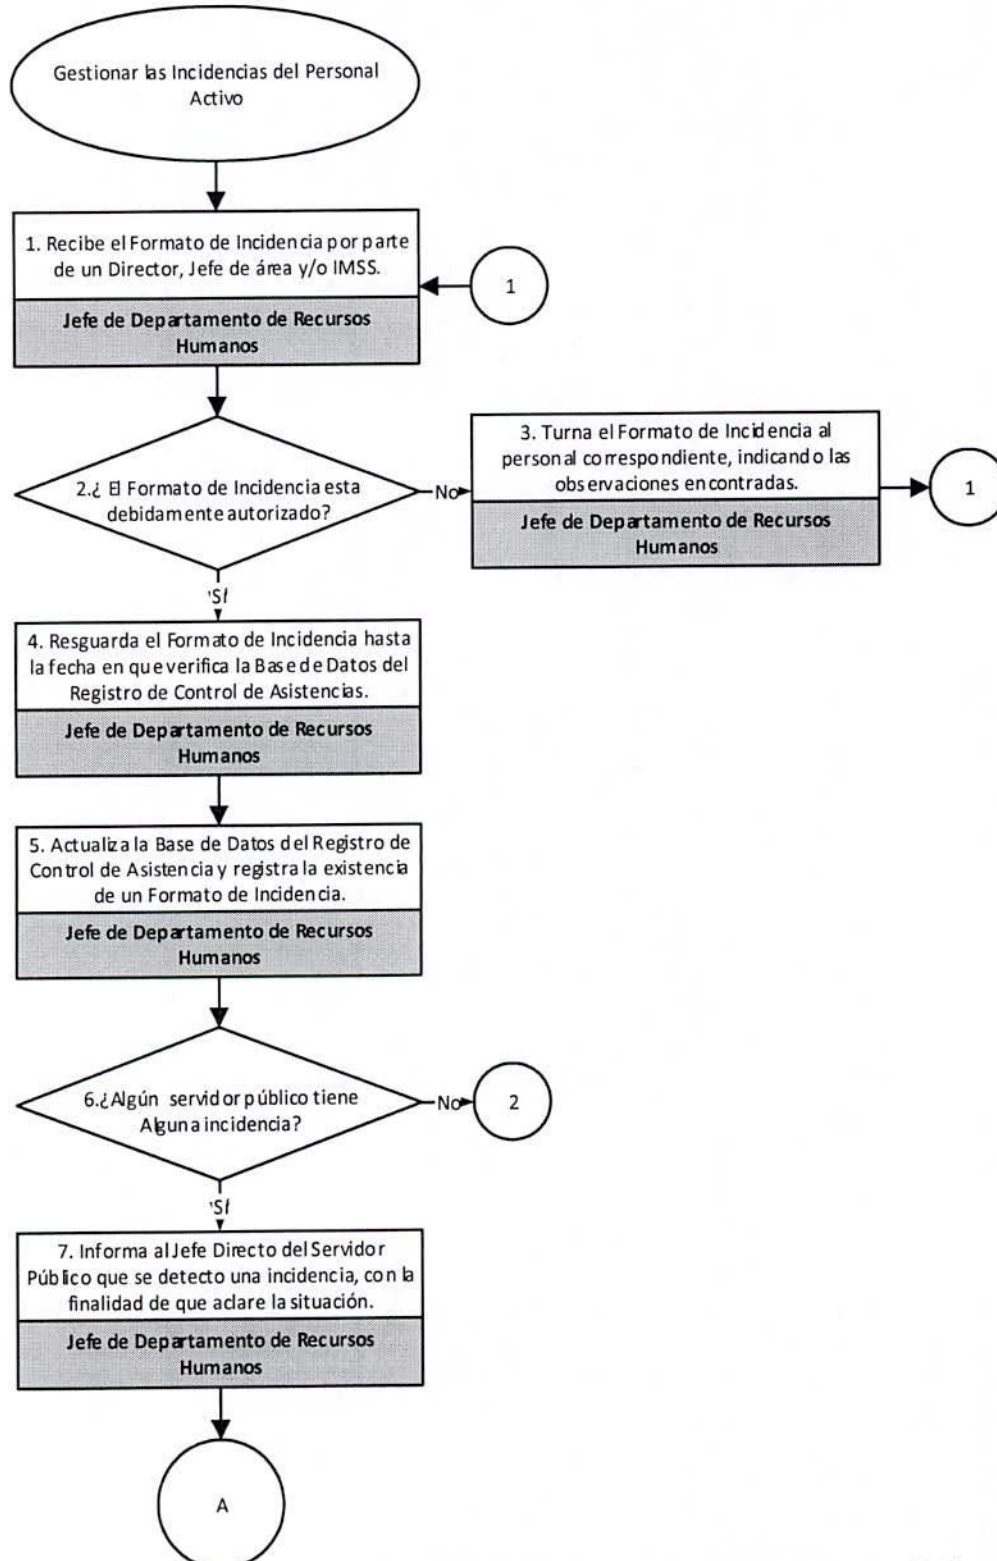 Gestionar las Incidencias del Personal
Activo
1. Recibe el Formato de Incidencia por parte
de un Director, Jefe de área y/o IMSS.
Jefe de Departamento de Recursos
Humanos
1
2.¿ El Formato de Incidencia esta
debidamente autorizado?
No
3. Turna el Formato de Incidencia al
personal correspondiente, indicando las
observaciones encontradas.
Jefe de Departamento de Recursos
Humanos
1
Sí
4. Resguarda el Formato de Incidencia hasta
la fecha en que verifica la Base de Datos del
Registro de Control de Asistencias.
Jefe de Departamento de Recursos
Humanos
5. Actualiza la Base de Datos del Registro de
Control de Asistencia y registra la existencia
de un Formato de Incidencia.
Jefe de Departamento de Recursos
Humanos
6.¿Algún servidor público tiene
Alguna incidencia?
No
2
Sí
7. Informa al Jefe Directo del Servidor
Público que se detecto una incidencia, con la
finalidad de que aclare la situación.
Jefe de Departamento de Recursos
Humanos
A